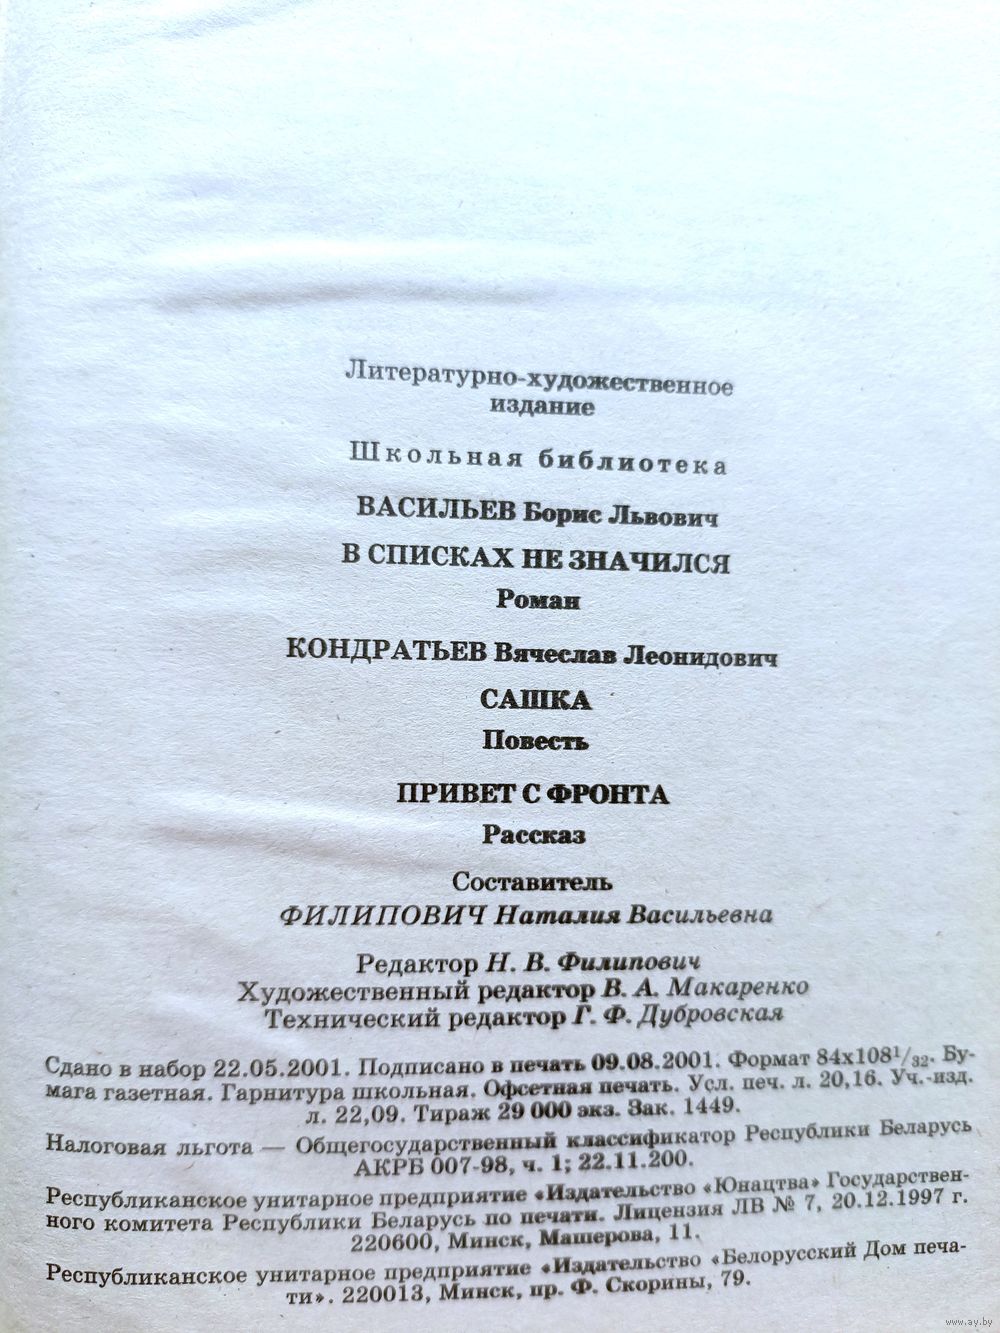 Литературно-художественное
издание
Школьная библиотека
ВАСИЛЬЕВ Борис Львович
В СПИСКАХ НЕ ЗНАЧИЛСЯ
Роман
КОНДРАТЬЕВ Вячеслав Леонидович
САШКА
Повесть
ПРИВЕТ С ФРОНТА
Рассказ
Составитель
ФИЛИПОВИЧ Наталия Васильевна
Редактор Н. В. Филипович
Художественный редактор В. А. Макаренко
Технический редактор Г. Ф. Дубровская
Сдано в набор 22.05.2001. Подписано в печать 09.08.2001. Формат 84x108 1/32. Бу-
мага газетная. Гарнитура школьная. Офсетная печать. Усл. печ. л. 20,16. Уч.-изд.
л. 22,09. Тираж 29 000 экз. Зак. 1449.
Налоговая льгота — Общегосударственный классификатор Республики Беларусь
АКРБ 007-98, ч. 1; 22.11.200.
Республиканское унитарное предприятие «Издательство «Юнацтва» Государствен-
ного комитета Республики Беларусь по печати. Лицензия ЛВ № 7, 20.12.1997 г.
220600, Минск, Машерова, 11.
Республиканское унитарное предприятие «Издательство «Белорусский Дом печа-
ти». 220013, Минск, пр. Ф. Скорины, 79.
www.ay.by